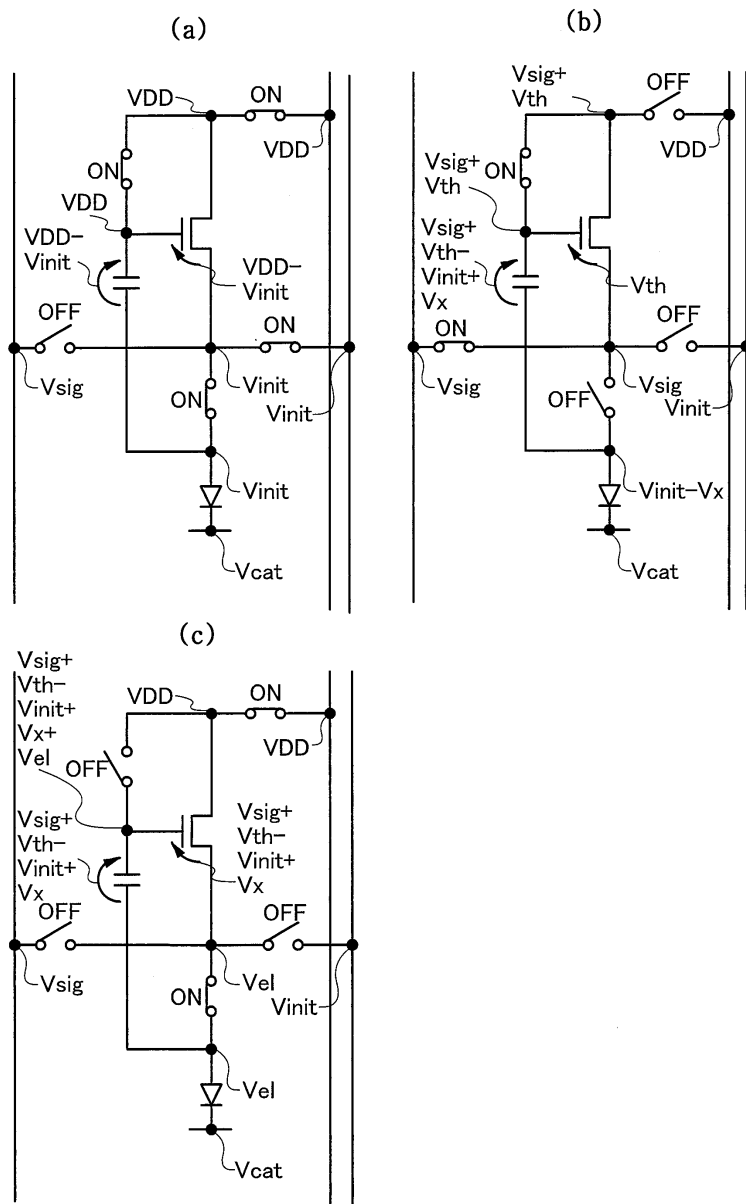 (a)
VDD
ON
VDD
ON
VDD
VDD-
Vinit
VDD-
Vinit
OFF
ON
Vsig
Vinit
Vinit
ON
Vinit
Vcat
(b)
Vsig+
Vth
OFF
VDD
ON
Vsig+
Vth
Vsig+
Vth-
Vinit+
Vx
Vth
ON
OFF
Vsig
Vsig
Vinit
OFF
Vinit-Vx
Vcat
(c)
Vsig+
Vth-
Vinit+
Vx+
Vel
VDD
ON
VDD
OFF
Vsig+
Vth-
Vinit+
Vx
Vsig+
Vth-
Vinit+
Vx
OFF
OFF
Vsig
Vel
Vinit
ON
Vel
Vcat